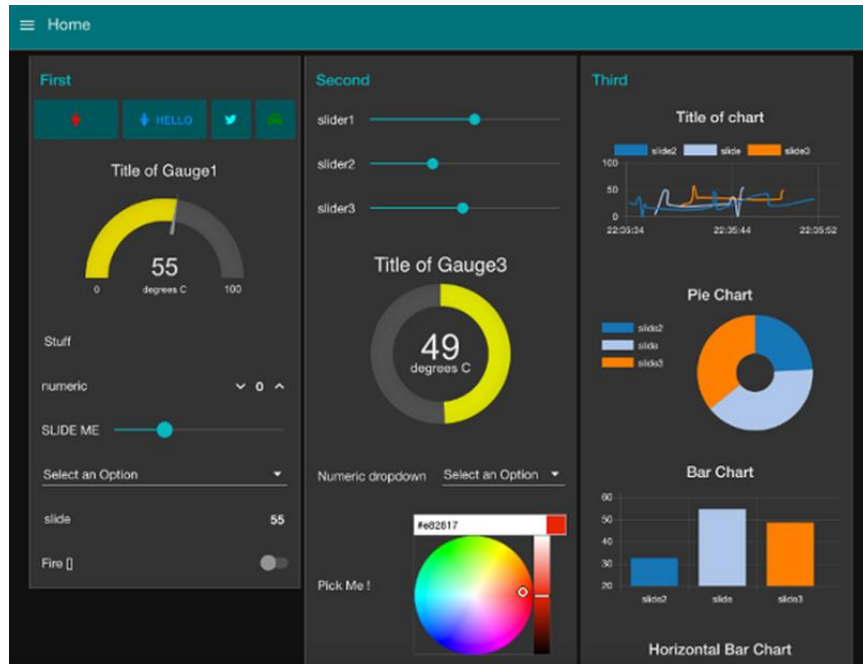 Home
First
HELLO
Title of Gauge1
55
degrees C
0
100
Stuff
numeric
0
SLIDE ME
Select an Option
slide
55
Fire []
Second
slider1
slider2
slider3
Title of Gauge3
49
degrees C
Numeric dropdown
Select an Option
#e82817
Pick Me !
Third
Title of chart
slide2 slide slide3
100
50
0
22:35:34 22:35:44 22:35:52
Pie Chart
slide2
slide
slide3
Bar Chart
60
50
40
30
20
slide2 slide slide3
Horizontal Bar Chart